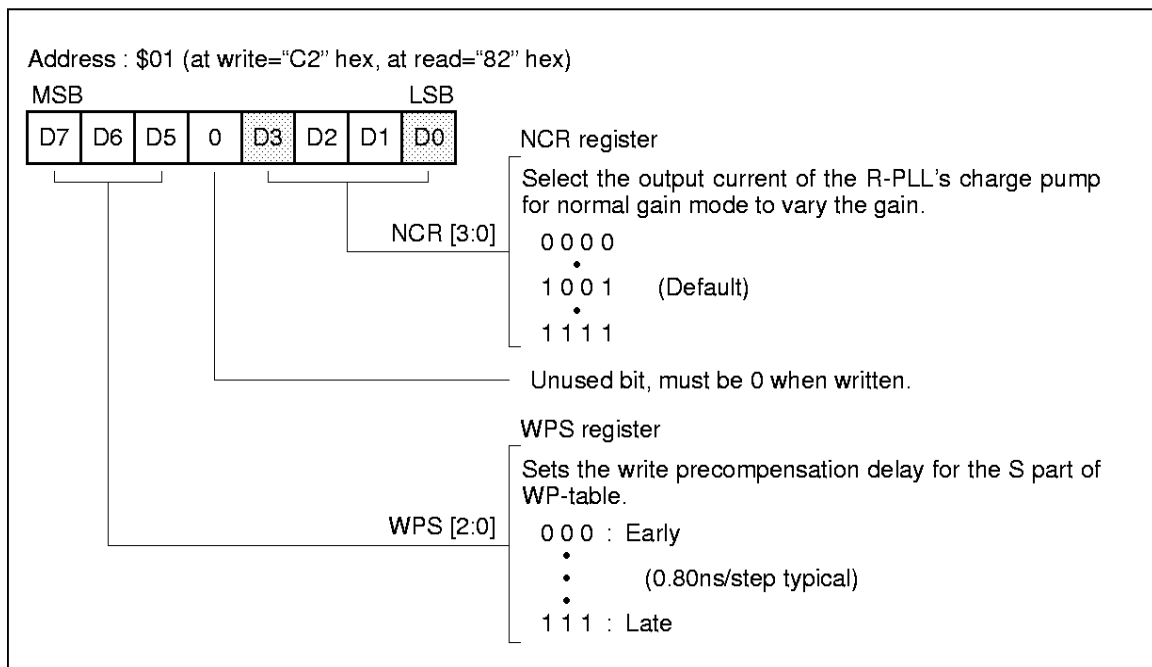 Address : $01 (at write=“C2” hex, at read=“82” hex)
MSB LSB
D7 D6 D5 0 D3 D2 D1 D0
NCR register
Select the output current of the R-PLL's charge pump
for normal gain mode to vary the gain.
NCR [3:0]
0 0 0 0
•
1 0 0 1 (Default)
•
1 1 1 1
Unused bit, must be 0 when written.
WPS register
Sets the write precompensation delay for the S part of
WP-table.
WPS [2:0]
0 0 0 : Early
•
• (0.80ns/step typical)
•
1 1 1 : Late